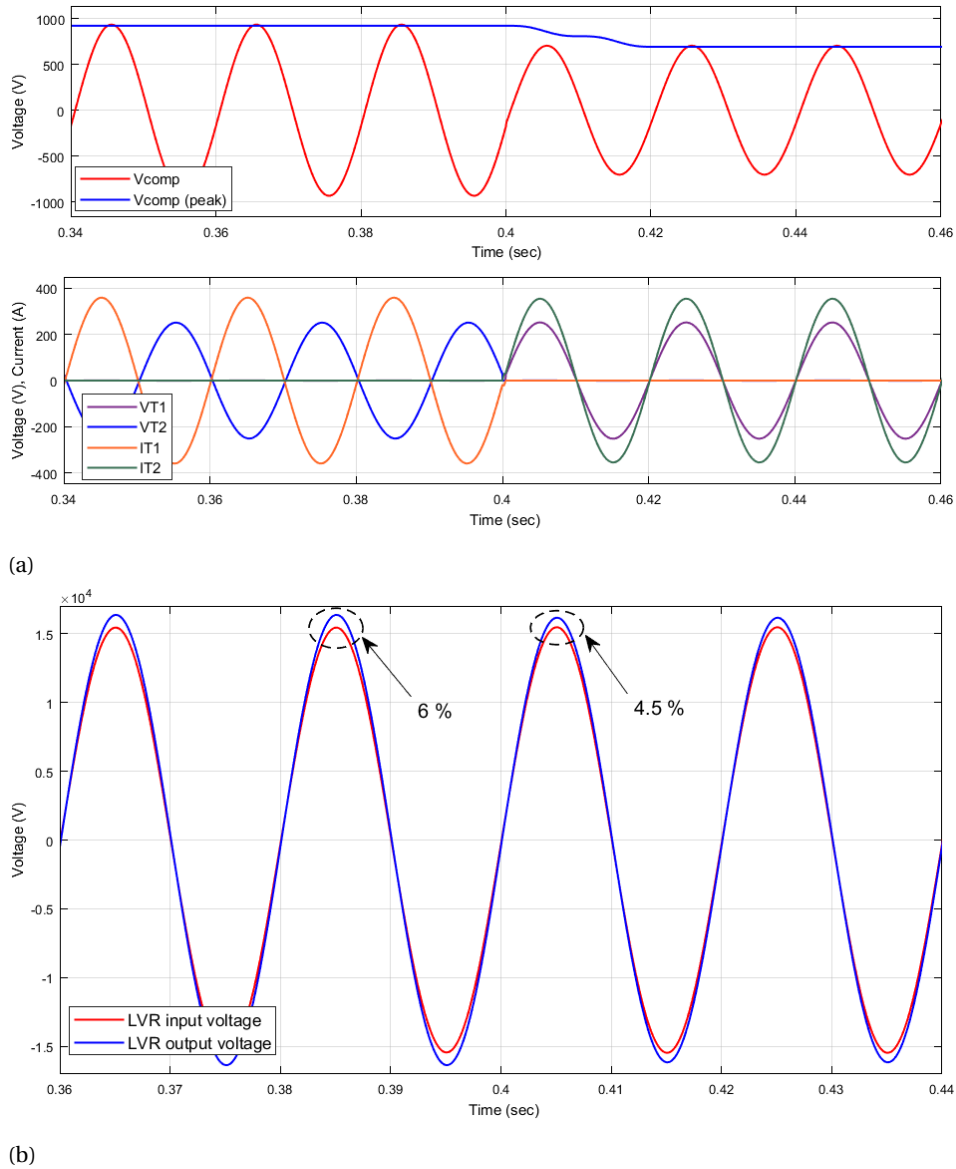 1000
500
0
-500
-1000
Voltage (V)
Vcomp
Vcomp (peak)
0.34
0.36
0.38
0.4
0.42
0.44
0.46
Time (sec)
400
200
0
-200
-400
Voltage (V), Current (A)
VT1
VT2
IT1
IT2
0.34
0.36
0.38
0.4
0.42
0.44
0.46
Time (sec)
(a)
×10⁴
1.5
1
0.5
0
-0.5
-1
-1.5
Voltage (V)
6 %
4.5 %
LVR input voltage
LVR output voltage
0.36
0.37
0.38
0.39
0.4
0.41
0.42
0.43
0.44
Time (sec)
(b)